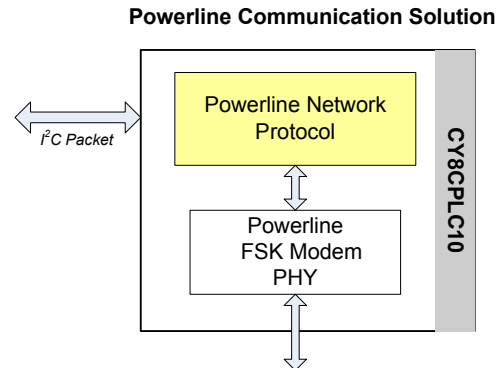 Powerline Communication Solution
Powerline Network
Protocol
I²C Packet
CY8CPLC10
Powerline
FSK Modem
PHY